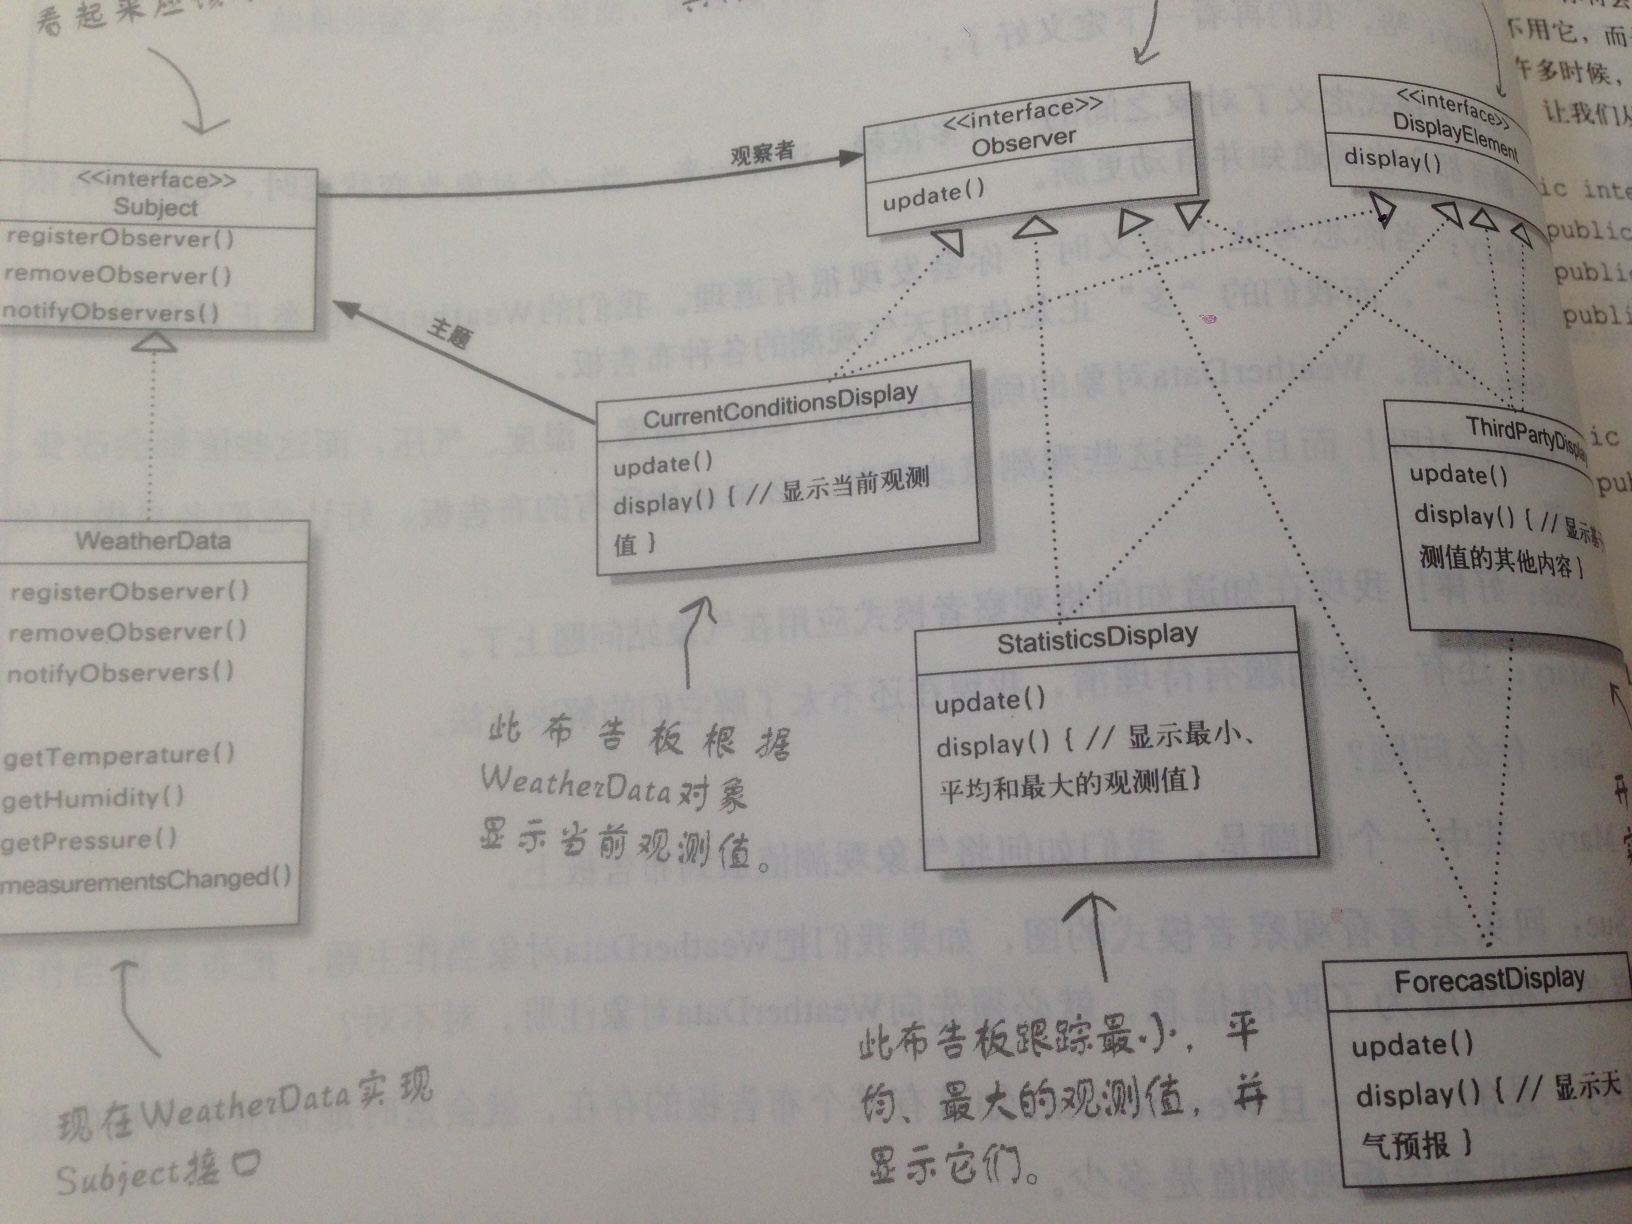 看起来应该
不用它，而
许多时候，
让我们从
<<interface>>
Subject
registerObserver()
removeObserver()
notifyObservers()
观察者
<<interface>>
Observer
update()
<<interface>>
DisplayElement
display()
ic inte
public
public
publi
主题
CurrentConditionsDisplay
update()
display() { // 显示当前观测
值 }
ThirdPartyDisplay
update()
display() { // 显示基于
测值的其他内容}
ic
pub
WeatherData
registerObserver()
removeObserver()
notifyObservers()
getTemperature()
getHumidity()
getPressure()
measurementsChanged()
此布告板根据
WeatherData对象
显示当前观测值。
StatisticsDisplay
update()
display() { // 显示最小、
平均和最大的观测值}
现在WeatherData实现
Subject接口
此布告板跟踪最小，平
均、最大的观测值，并
显示它们。
ForecastDisplay
update()
display() { // 显示天
气预报 }